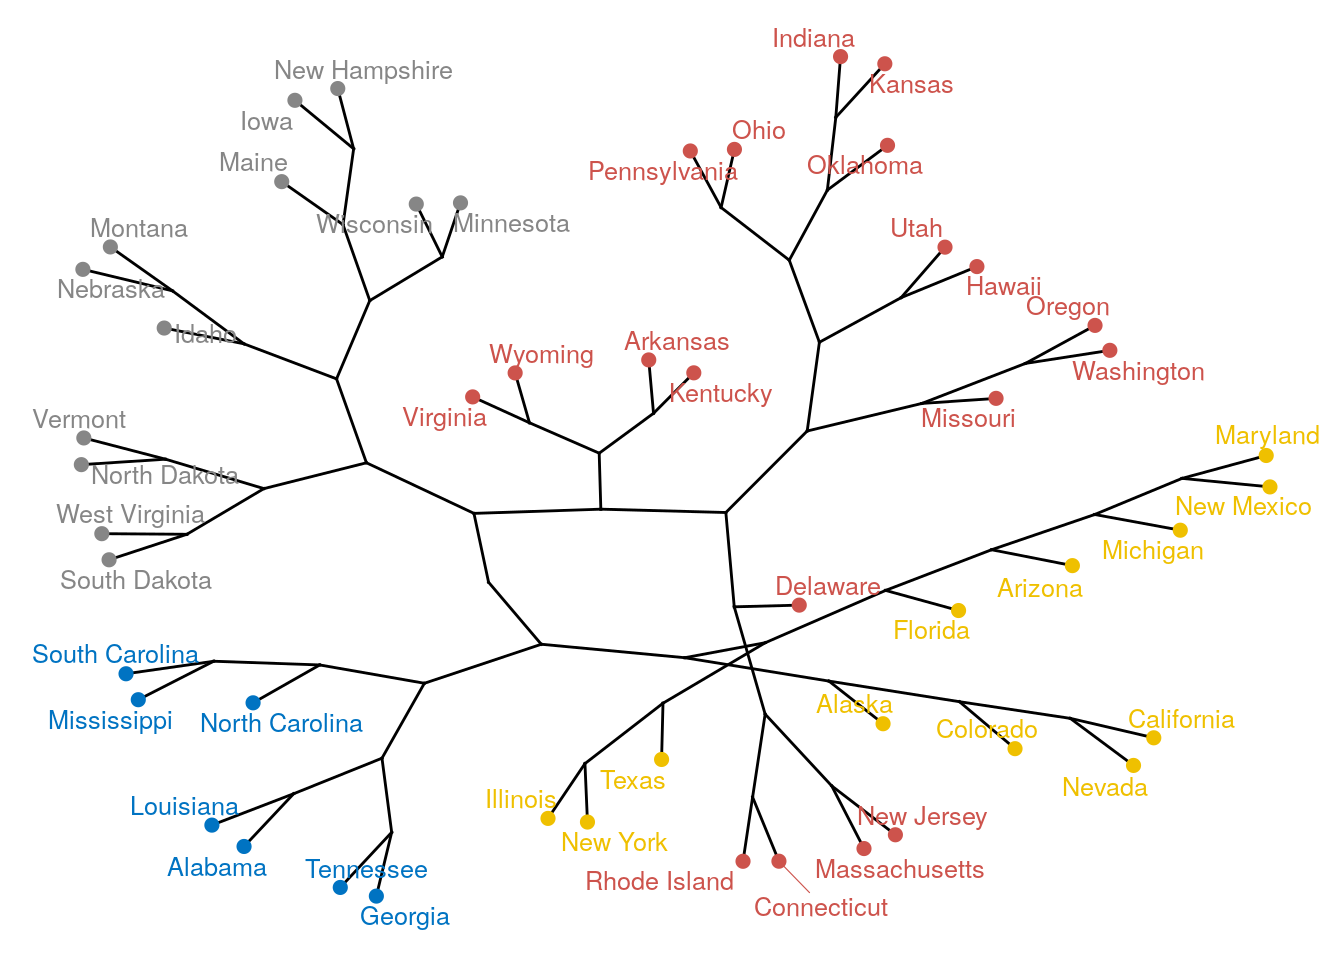 Indiana
New Hampshire
Kansas
Iowa
Ohio
Maine
Pennsylvania
Oklahoma
Montana
Wisconsin
Minnesota
Utah
Nebraska
Hawaii
Oregon
Idaho
Arkansas
Wyoming
Washington
Kentucky
Virginia
Missouri
Vermont
Maryland
North Dakota
New Mexico
West Virginia
Michigan
South Dakota
Delaware
Arizona
Florida
South Carolina
Alaska
Mississippi
North Carolina
Colorado
California
Texas
Nevada
Illinois
Louisiana
New Jersey
New York
Alabama
Tennessee
Massachusetts
Rhode Island
Connecticut
Georgia